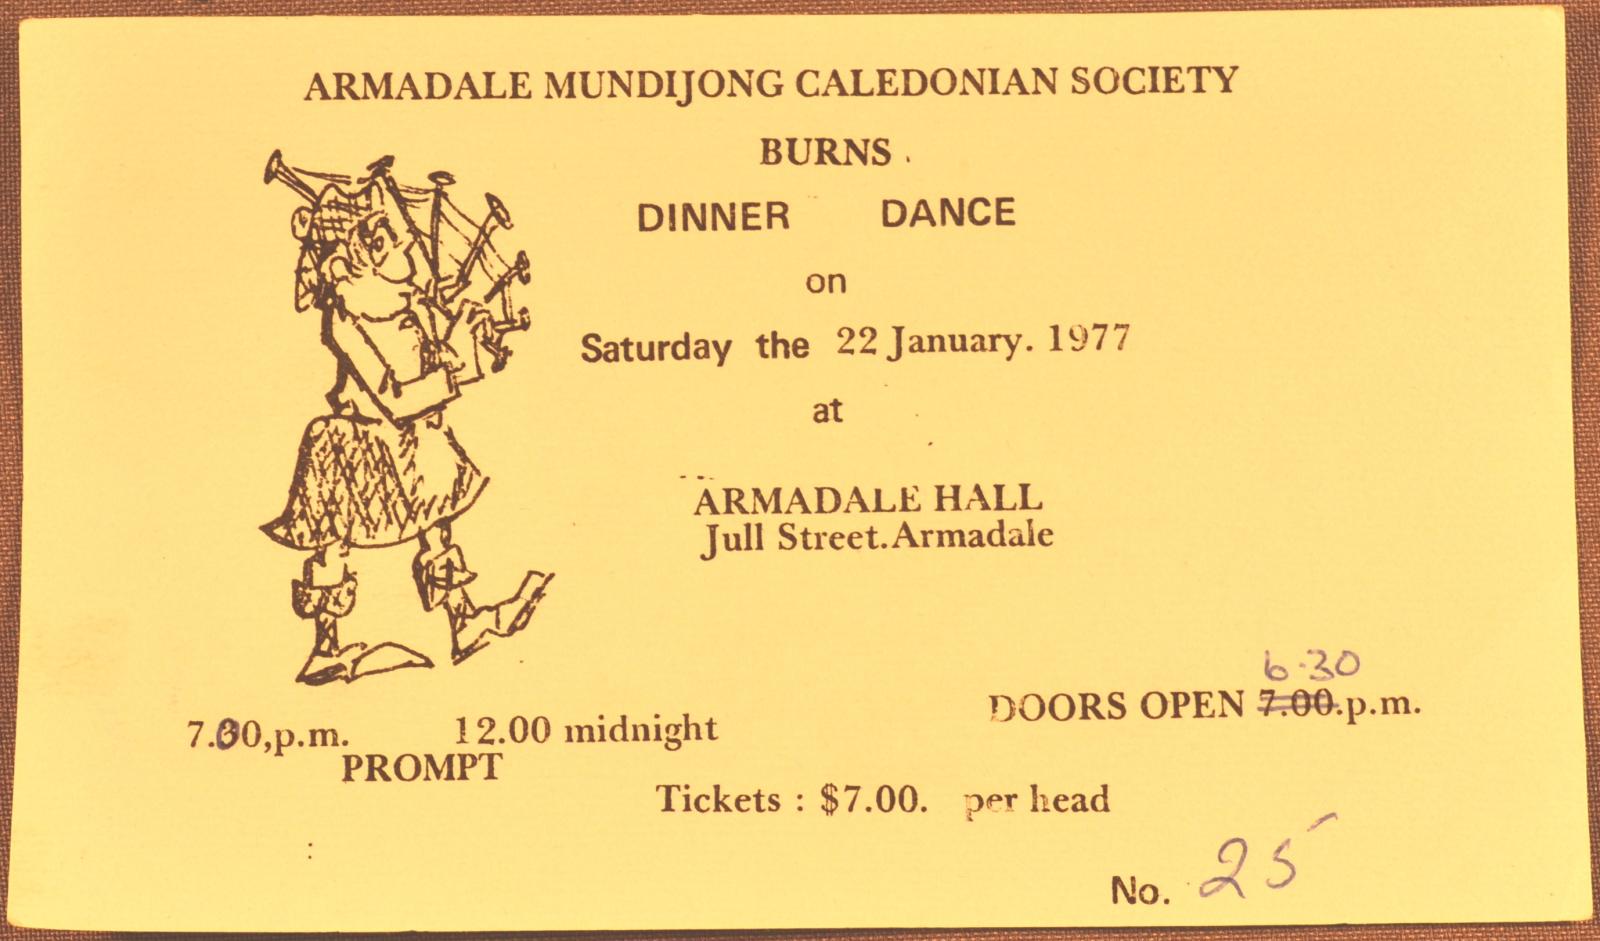 ARMADALE MUNDIJONG CALEDONIAN SOCIETY
BURNS
DINNER DANCE
on
Saturday the 22 January. 1977
at
ARMADALE HALL
Jull Street. Armadale
6.30
DOORS OPEN 7.00.p.m.
7.00,p.m. 12.00 midnight
PROMPT
Tickets : $7.00. per head
No. 25